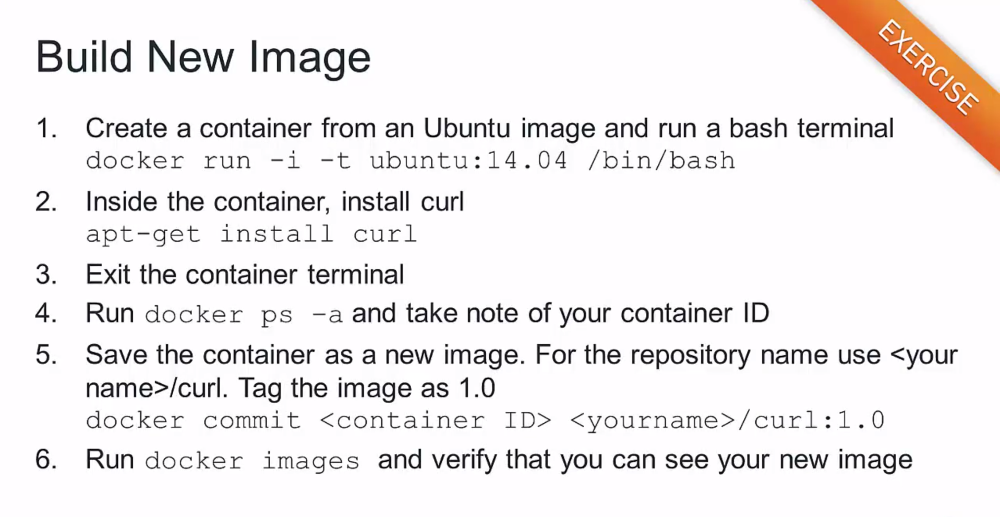 EXERCISE
Build New Image
1. Create a container from an Ubuntu image and run a bash terminal
docker run -i -t ubuntu:14.04 /bin/bash
2. Inside the container, install curl
apt-get install curl
3. Exit the container terminal
4. Run docker ps -a and take note of your container ID
5. Save the container as a new image. For the repository name use <your
name>/curl. Tag the image as 1.0
docker commit <container ID> <yourname>/curl:1.0
6. Run docker images and verify that you can see your new image